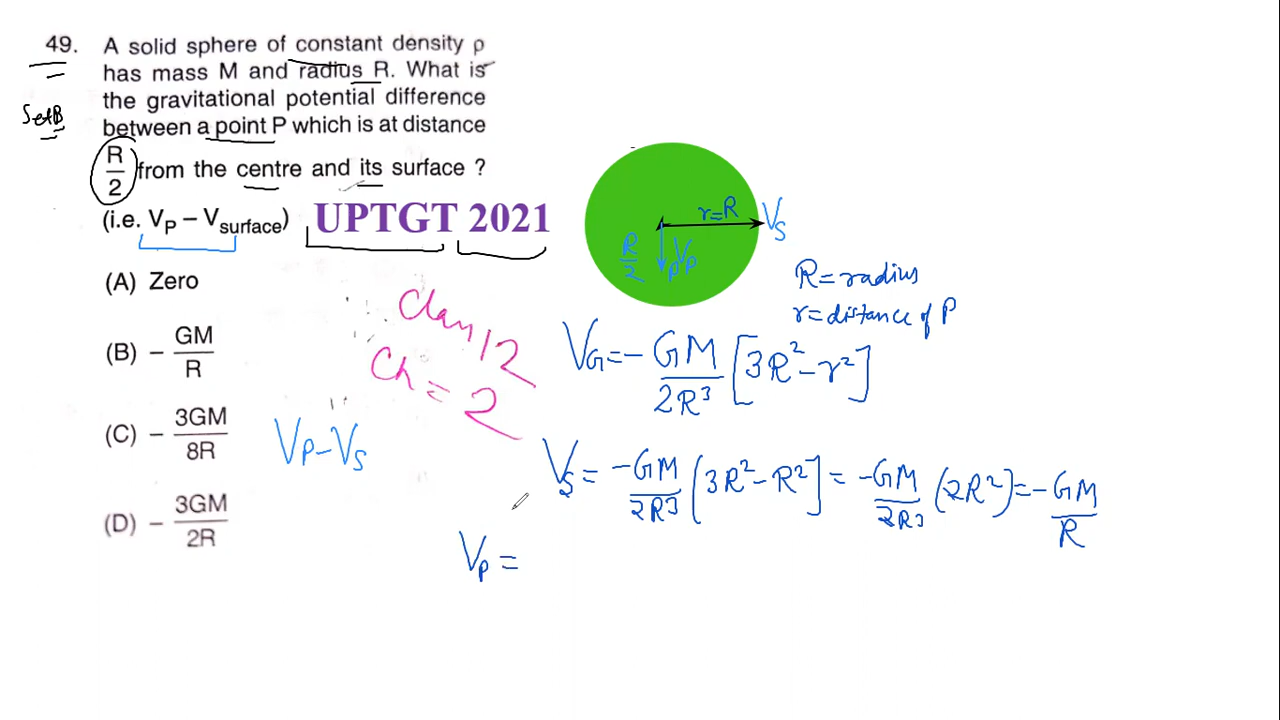 49. A solid sphere of constant density ρ
has mass M and radius R. What is
the gravitational potential difference
SetB
between a point P which is at distance
R/2 from the centre and its surface ?
(i.e. V_P − V_surface) UPTGT 2021
(A) Zero
(B) − GM/R
(C) − 3GM/8R
(D) − 3GM/2R
r=R
V_S
R/2
P V_P
R = radius
r = distance of P
Class 12
Ch = 2
V_G = − GM/2R³ [3R² − r²]
V_P − V_S
V_S = −GM/2R³ [3R² − R²] = −GM/2R³ (2R²) = − GM/R
V_P =